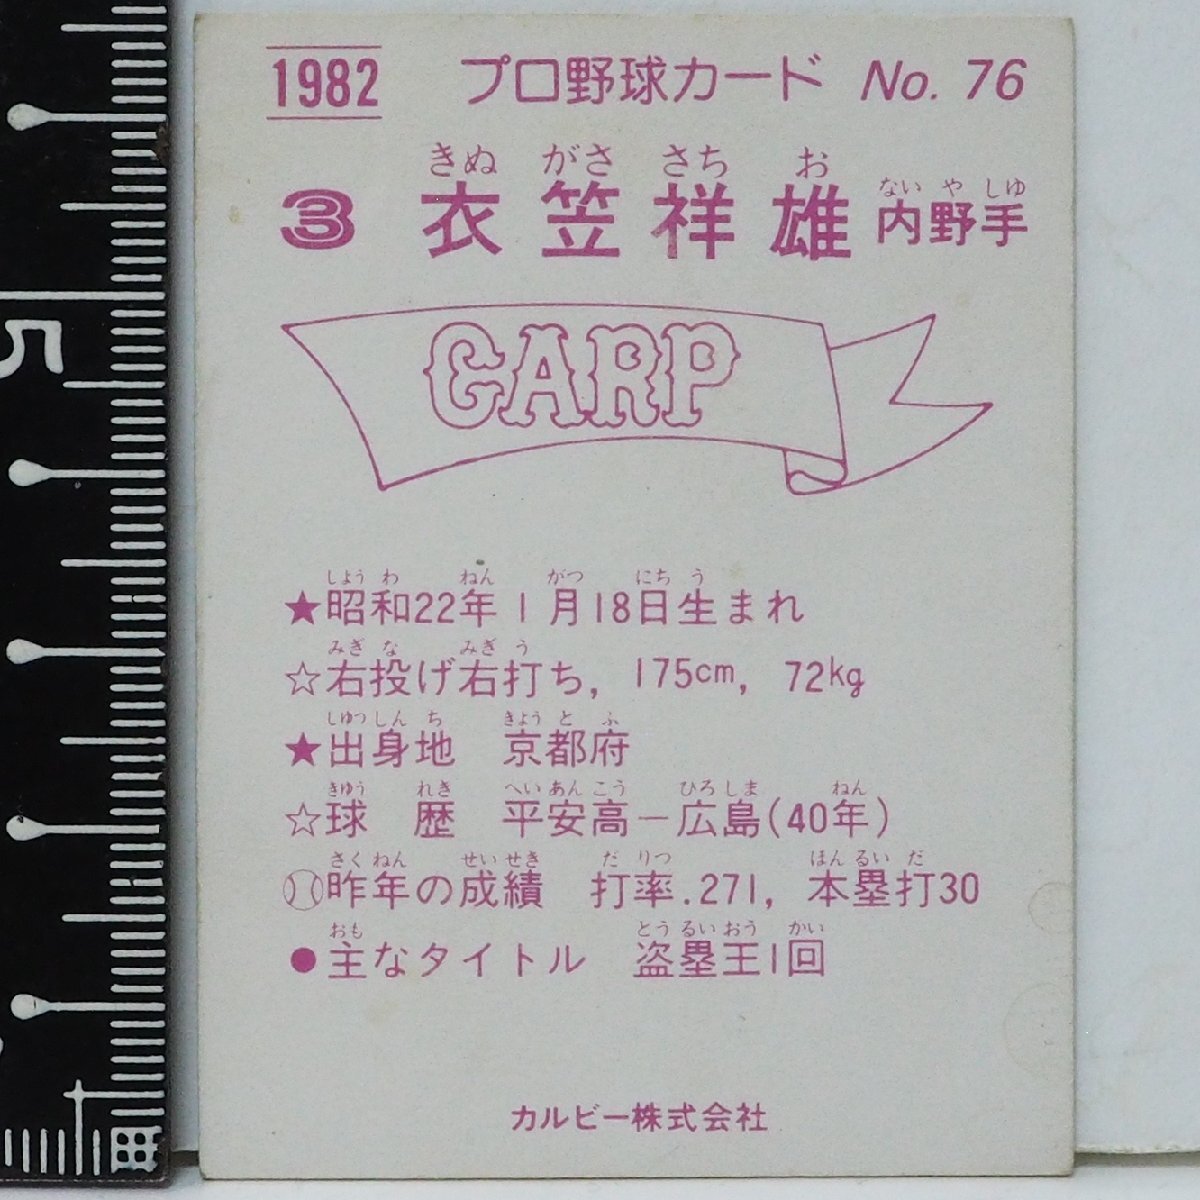 1982 プロ野球カード No. 76
きぬ がさ さち お ない や しゆ
3 衣笠祥雄 内野手
CARP
しよう わ ねん がつ にち う
★昭和22年1月18日生まれ
みぎ な みぎ う
☆右投げ右打ち, 175cm, 72kg
しゆつ しん ち きよう と ふ
★出身地 京都府
きゆう れき へい あん こう ひろ しま ねん
☆球 歴 平安高ー広島(40年)
さく ねん せい せき だ りつ ほん るい だ
昨年の成績 打率.271, 本塁打30
おも とう るい おう かい
●主なタイトル 盗塁王1回
カルビー株式会社
5